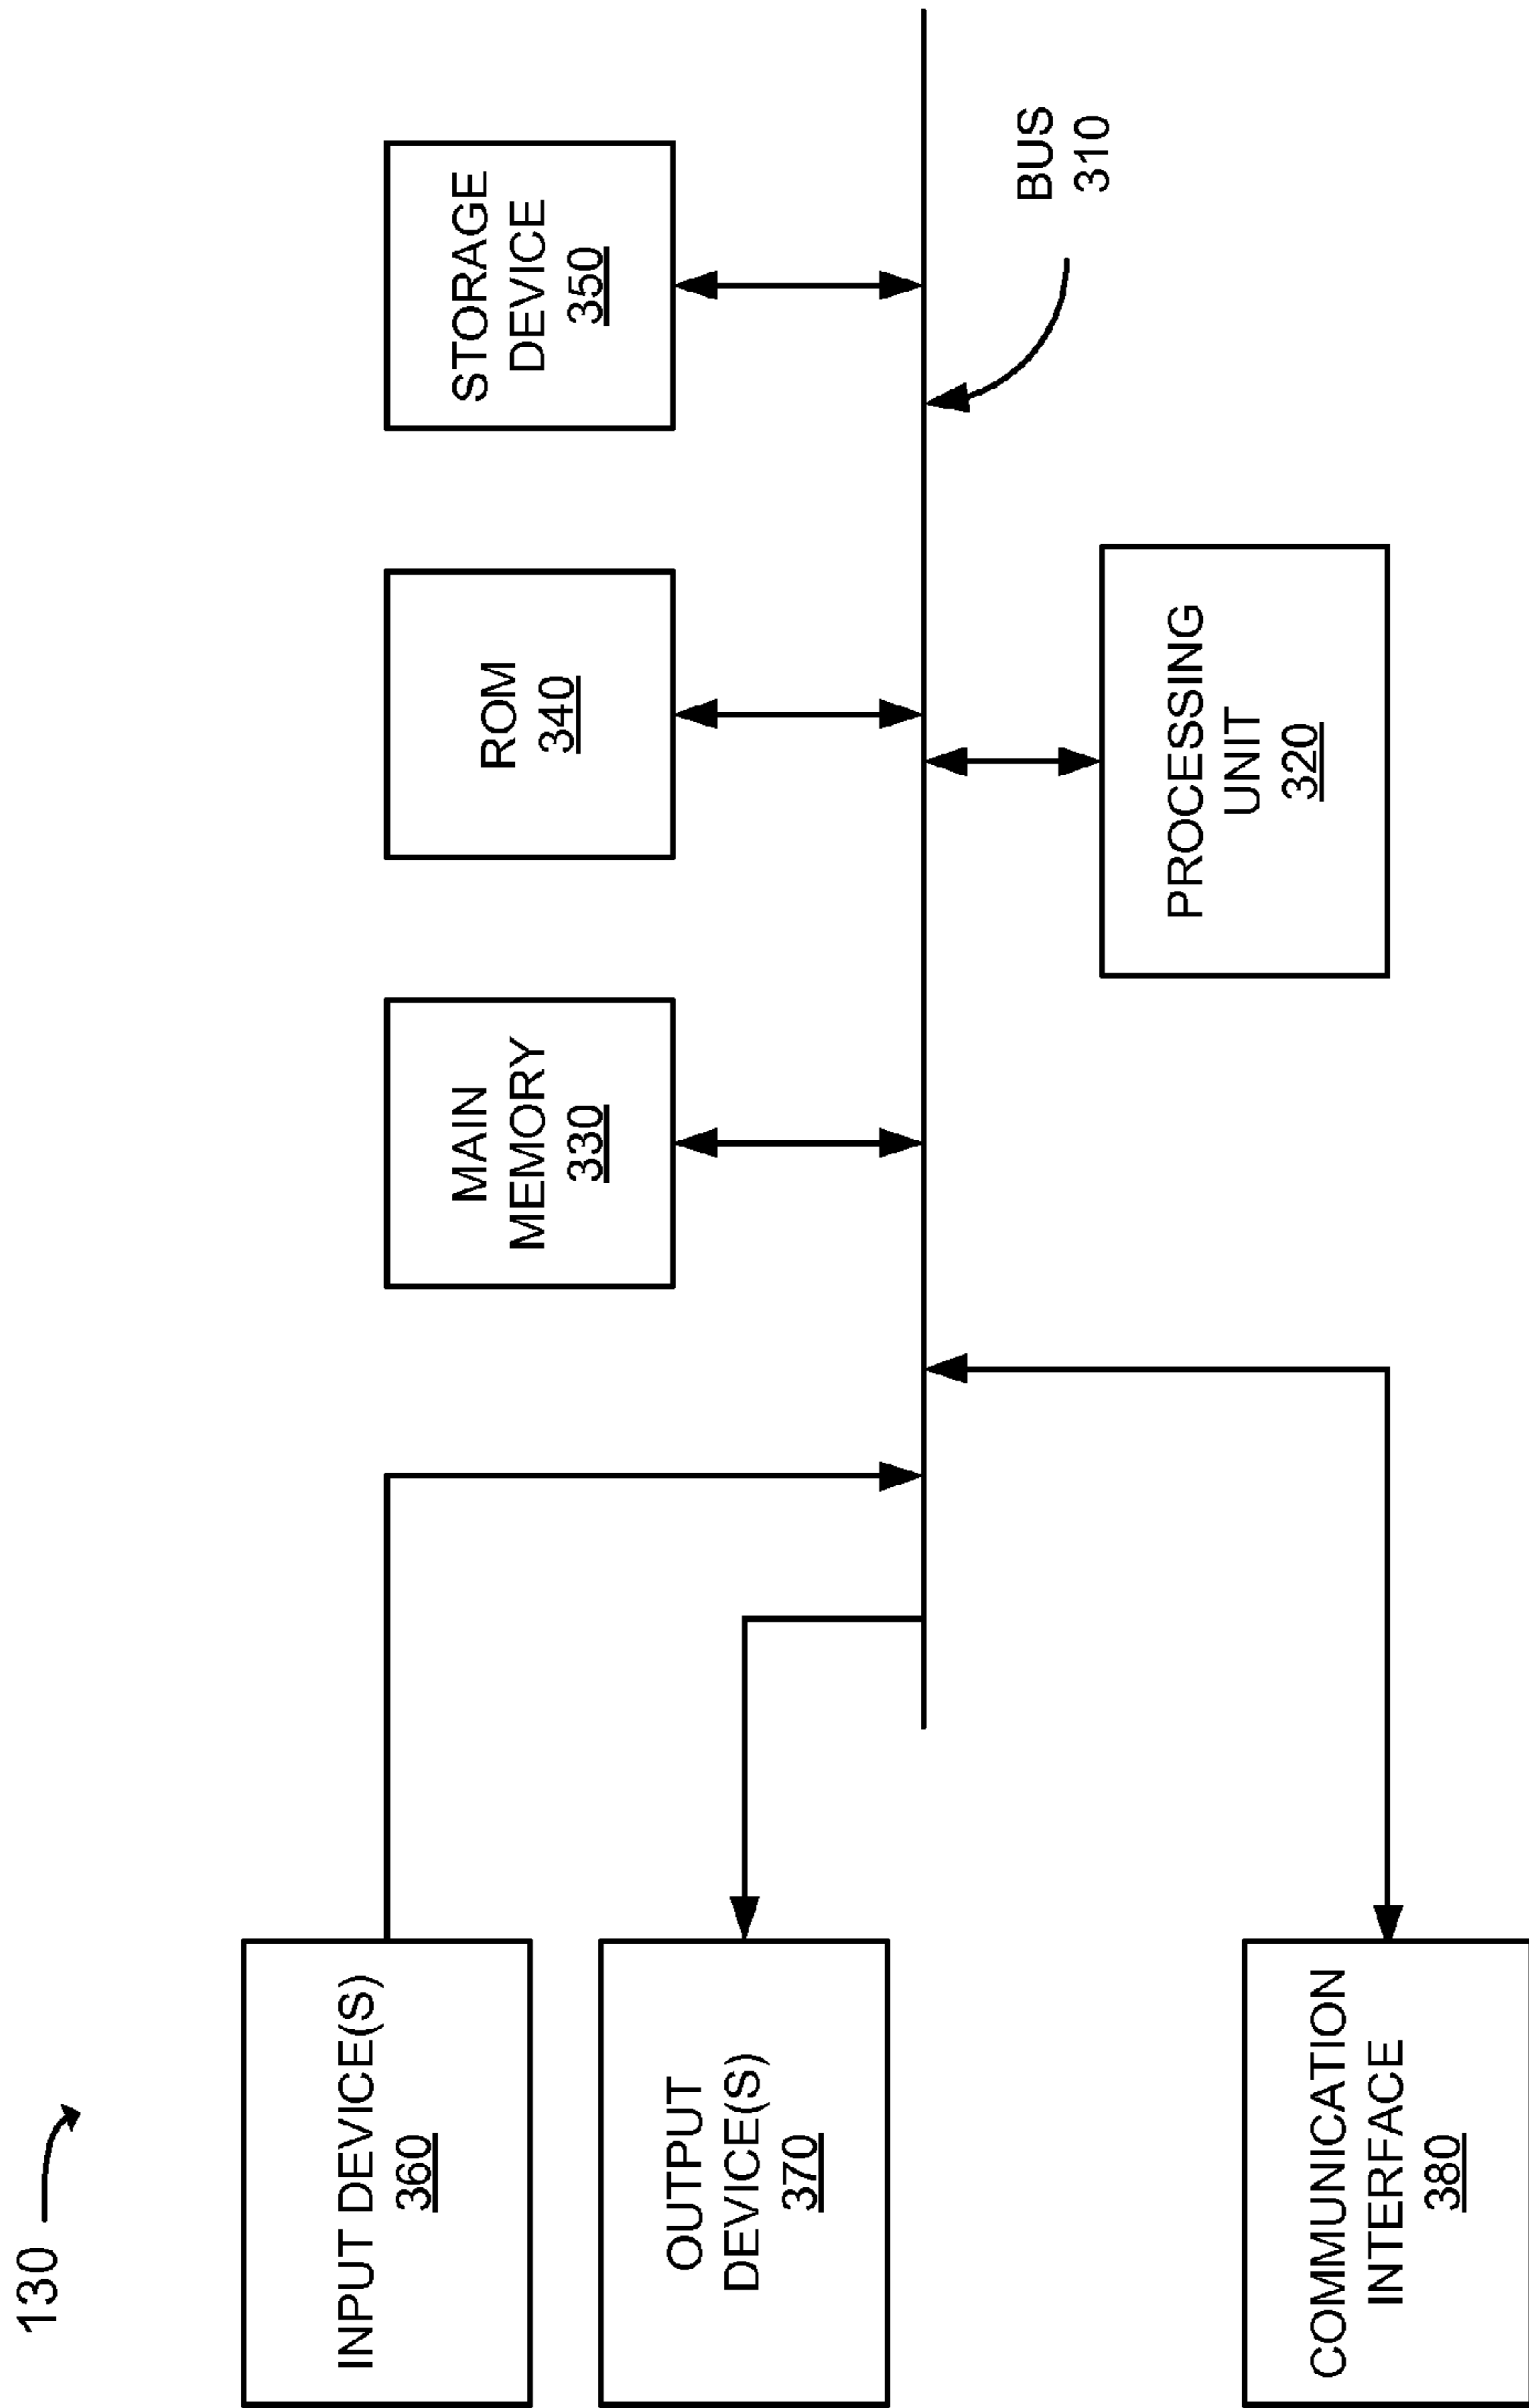 130
INPUT DEVICE(S)
360
OUTPUT
DEVICE(S)
370
COMMUNICATION
INTERFACE
380
MAIN
MEMORY
330
ROM
340
STORAGE
DEVICE
350
PROCESSING
UNIT
320
BUS
310